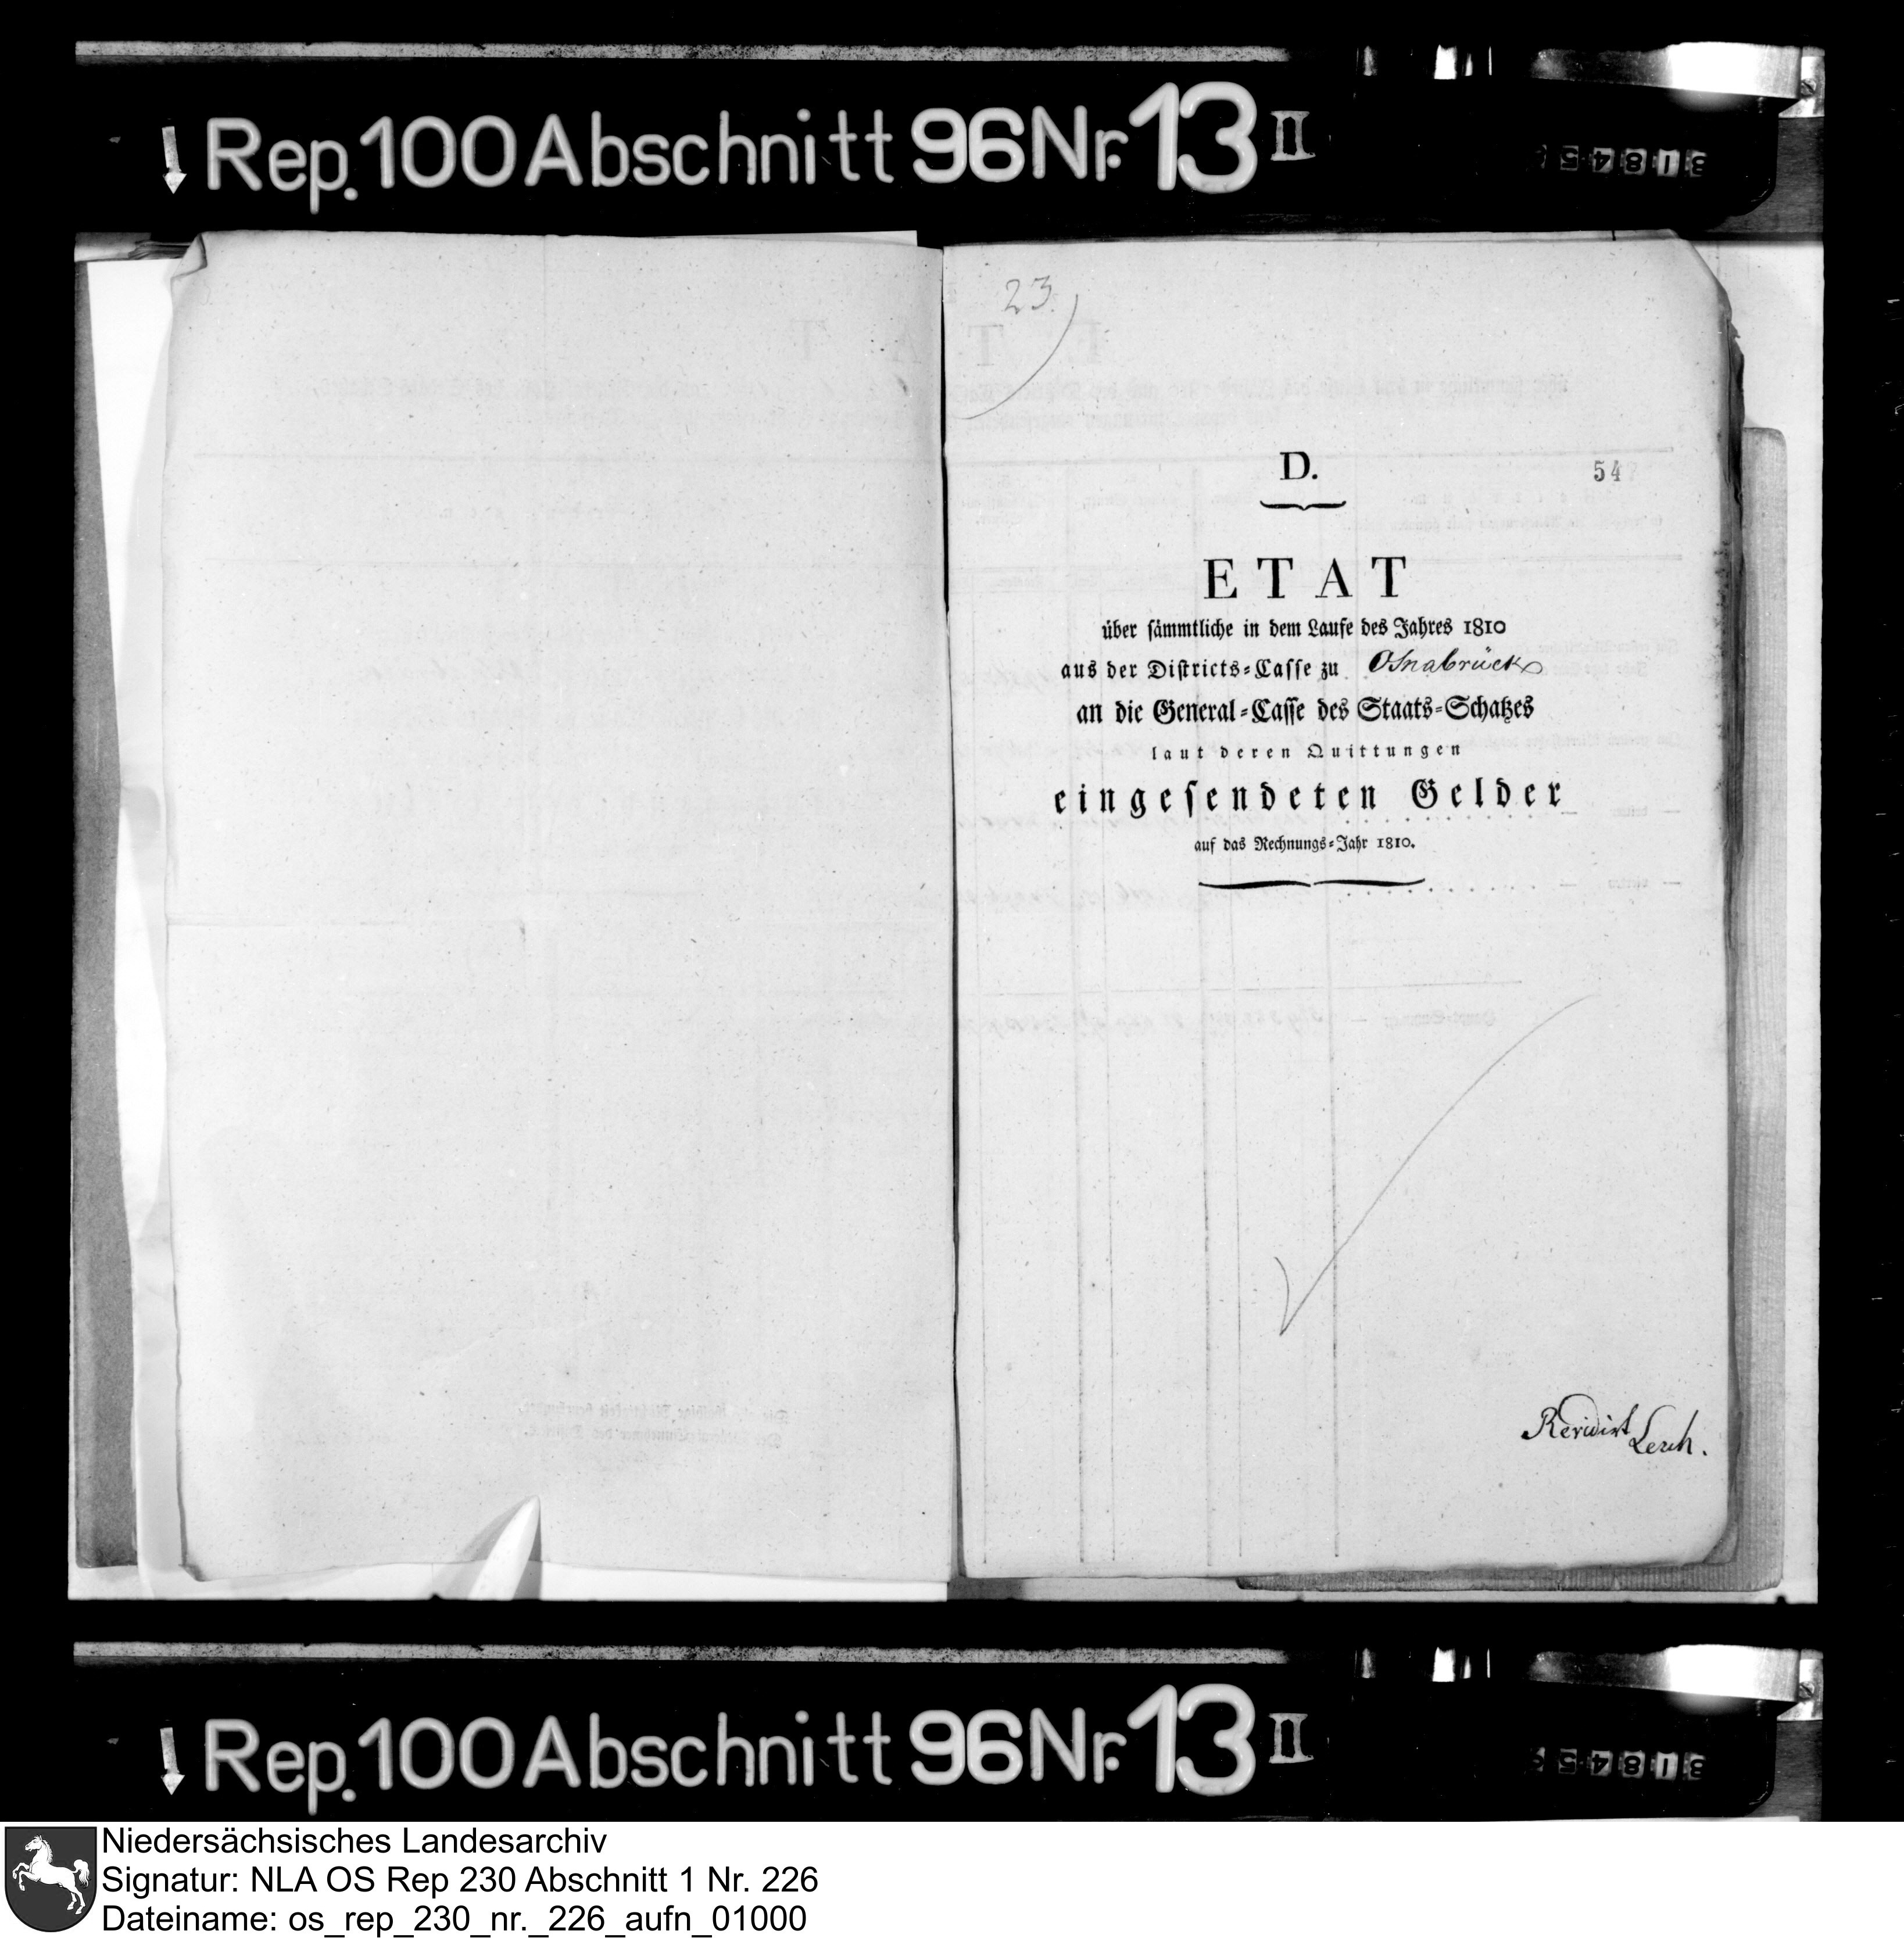 Rep. 100 Abschnitt 96 Nr. 13 II
23.
D.
54
ETAT
über sämmtliche in dem Laufe des Jahres 1810
aus der Districts-Casse zu Osnabrück
an die General-Casse des Staats-Schatzes
laut deren Quittungen
eingesendeten Gelder
auf das Rechnungs-Jahr 1810.
Revidirt
Rep. 100 Abschnitt 96 Nr. 13 II
Niedersächsisches Landesarchiv
Signatur: NLA OS Rep 230 Abschnitt 1 Nr. 226
Dateiname: os_rep_230_nr._226_aufn_01000